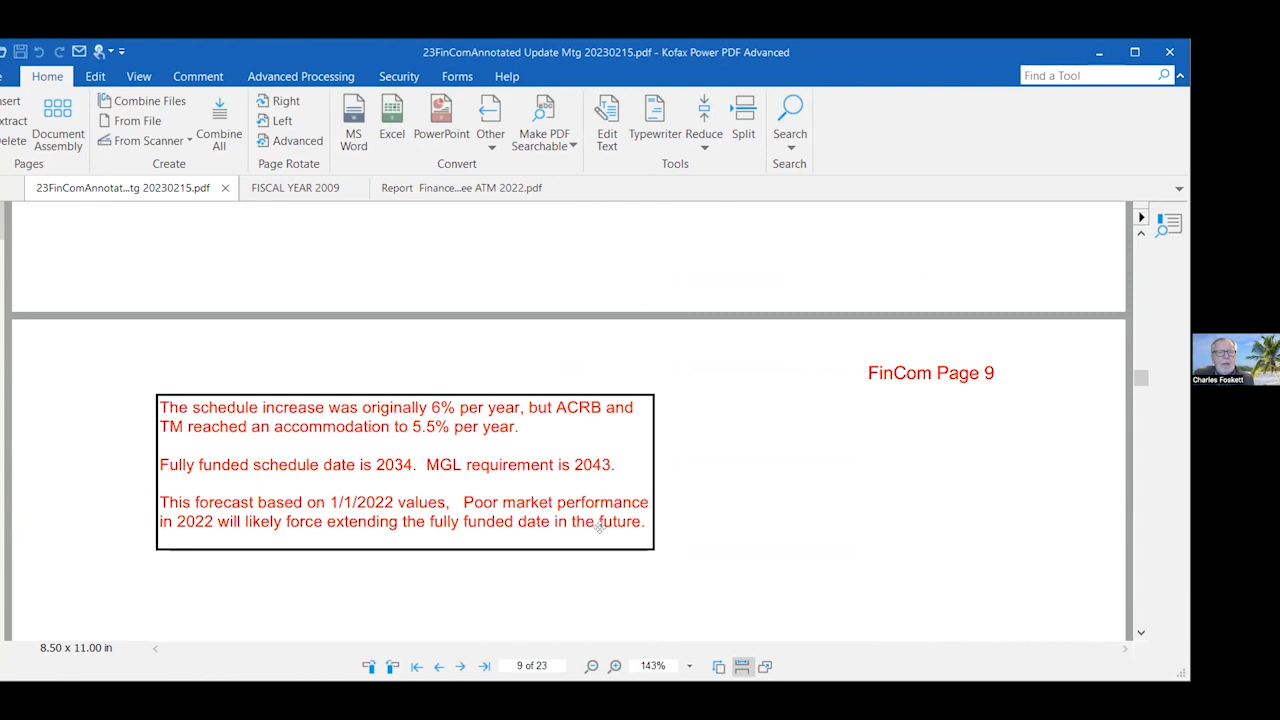 23FinComAnnotated Update Mtg 20230215.pdf - Kofax Power PDF Advanced
Home Edit View Comment Advanced Processing Security Forms Help
Find a Tool
Combine Files
From File
From Scanner
Document Assembly
Combine All
Pages
Create
Right
Left
Advanced
Page Rotate
MS Word
Excel
PowerPoint
Other
Make PDF Searchable
Convert
Edit Text
Typewriter
Reduce
Split
Tools
Search
Search
23FinComAnnotat...tg 20230215.pdf
FISCAL YEAR 2009
Report Finance...ee ATM 2022.pdf
FinCom Page 9
The schedule increase was originally 6% per year, but ACRB and
TM reached an accommodation to 5.5% per year.
Fully funded schedule date is 2034. MGL requirement is 2043.
This forecast based on 1/1/2022 values, Poor market performance
in 2022 will likely force extending the fully funded date in the future.
Charles Foskett
8.50 x 11.00 in
9 of 23
143%